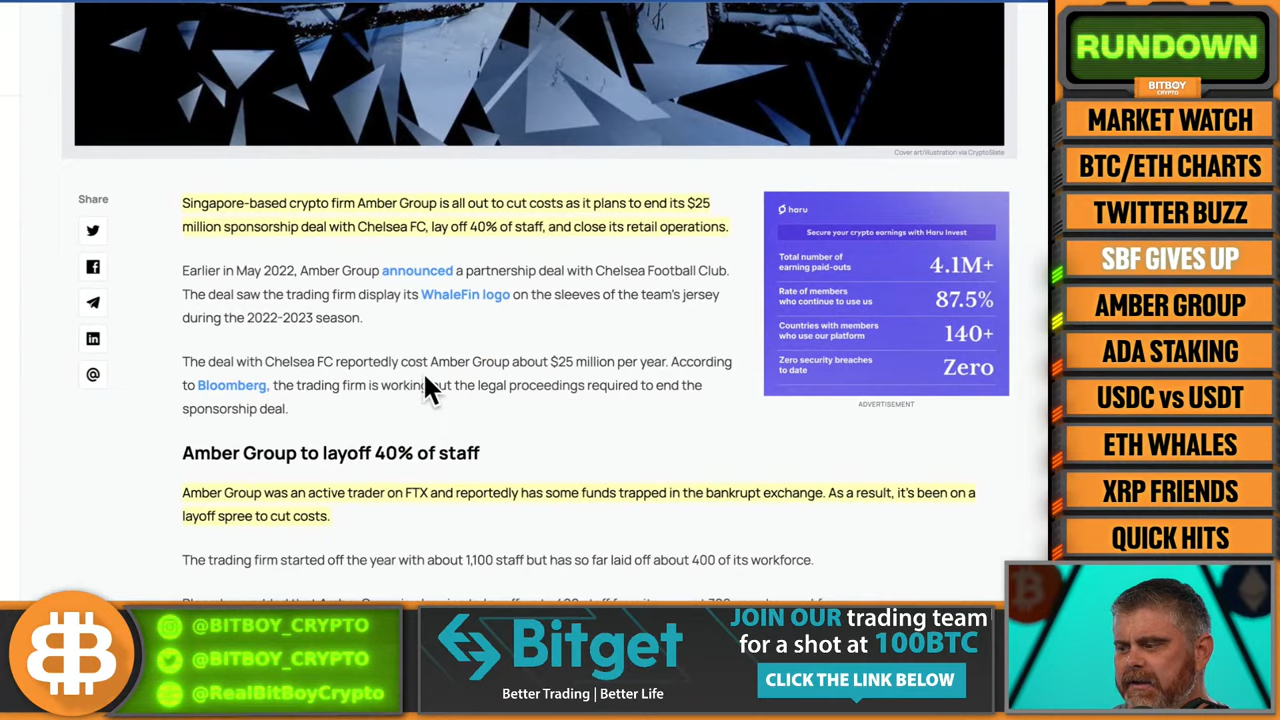 Cover art/illustration via CryptoSlate
Share
Singapore-based crypto firm Amber Group is all out to cut costs as it plans to end its $25
million sponsorship deal with Chelsea FC, lay off 40% of staff, and close its retail operations.
Earlier in May 2022, Amber Group announced a partnership deal with Chelsea Football Club.
The deal saw the trading firm display its WhaleFin logo on the sleeves of the team's jersey
during the 2022-2023 season.
The deal with Chelsea FC reportedly cost Amber Group about $25 million per year. According
to Bloomberg, the trading firm is working out the legal proceedings required to end the
sponsorship deal.
Amber Group to layoff 40% of staff
Amber Group was an active trader on FTX and reportedly has some funds trapped in the bankrupt exchange. As a result, it's been on a
layoff spree to cut costs.
The trading firm started off the year with about 1,100 staff but has so far laid off about 400 of its workforce.
haru
Secure your crypto earnings with Haru Invest
Total number of
earning paid-outs
4.1M+
Rate of members
who continue to use us
87.5%
Countries with members
who use our platform
140+
Zero security breaches
to date
Zero
ADVERTISEMENT
RUNDOWN
BITBOY
CRYPTO
MARKET WATCH
BTC/ETH CHARTS
TWITTER BUZZ
SBF GIVES UP
AMBER GROUP
ADA STAKING
USDC vs USDT
ETH WHALES
XRP FRIENDS
QUICK HITS
@BITBOY_CRYPTO
@BITBOY_CRYPTO
@RealBitBoyCrypto
Bitget
Better Trading | Better Life
JOIN OUR trading team
for a shot at 100BTC
CLICK THE LINK BELOW